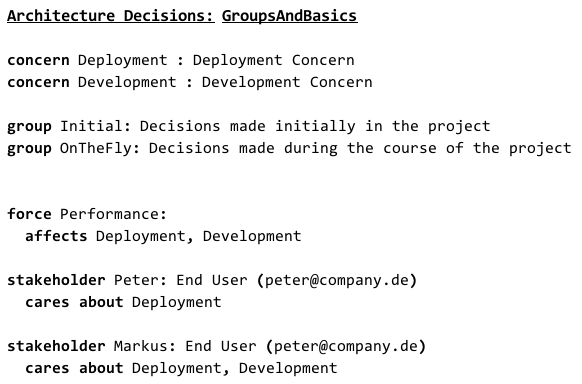 Architecture Decisions: GroupsAndBasics
concern Deployment : Deployment Concern
concern Development : Development Concern
group Initial: Decisions made initially in the project
group OnTheFly: Decisions made during the course of the project
force Performance:
affects Deployment, Development
stakeholder Peter: End User (peter@company.de)
cares about Deployment
stakeholder Markus: End User (peter@company.de)
cares about Deployment, Development